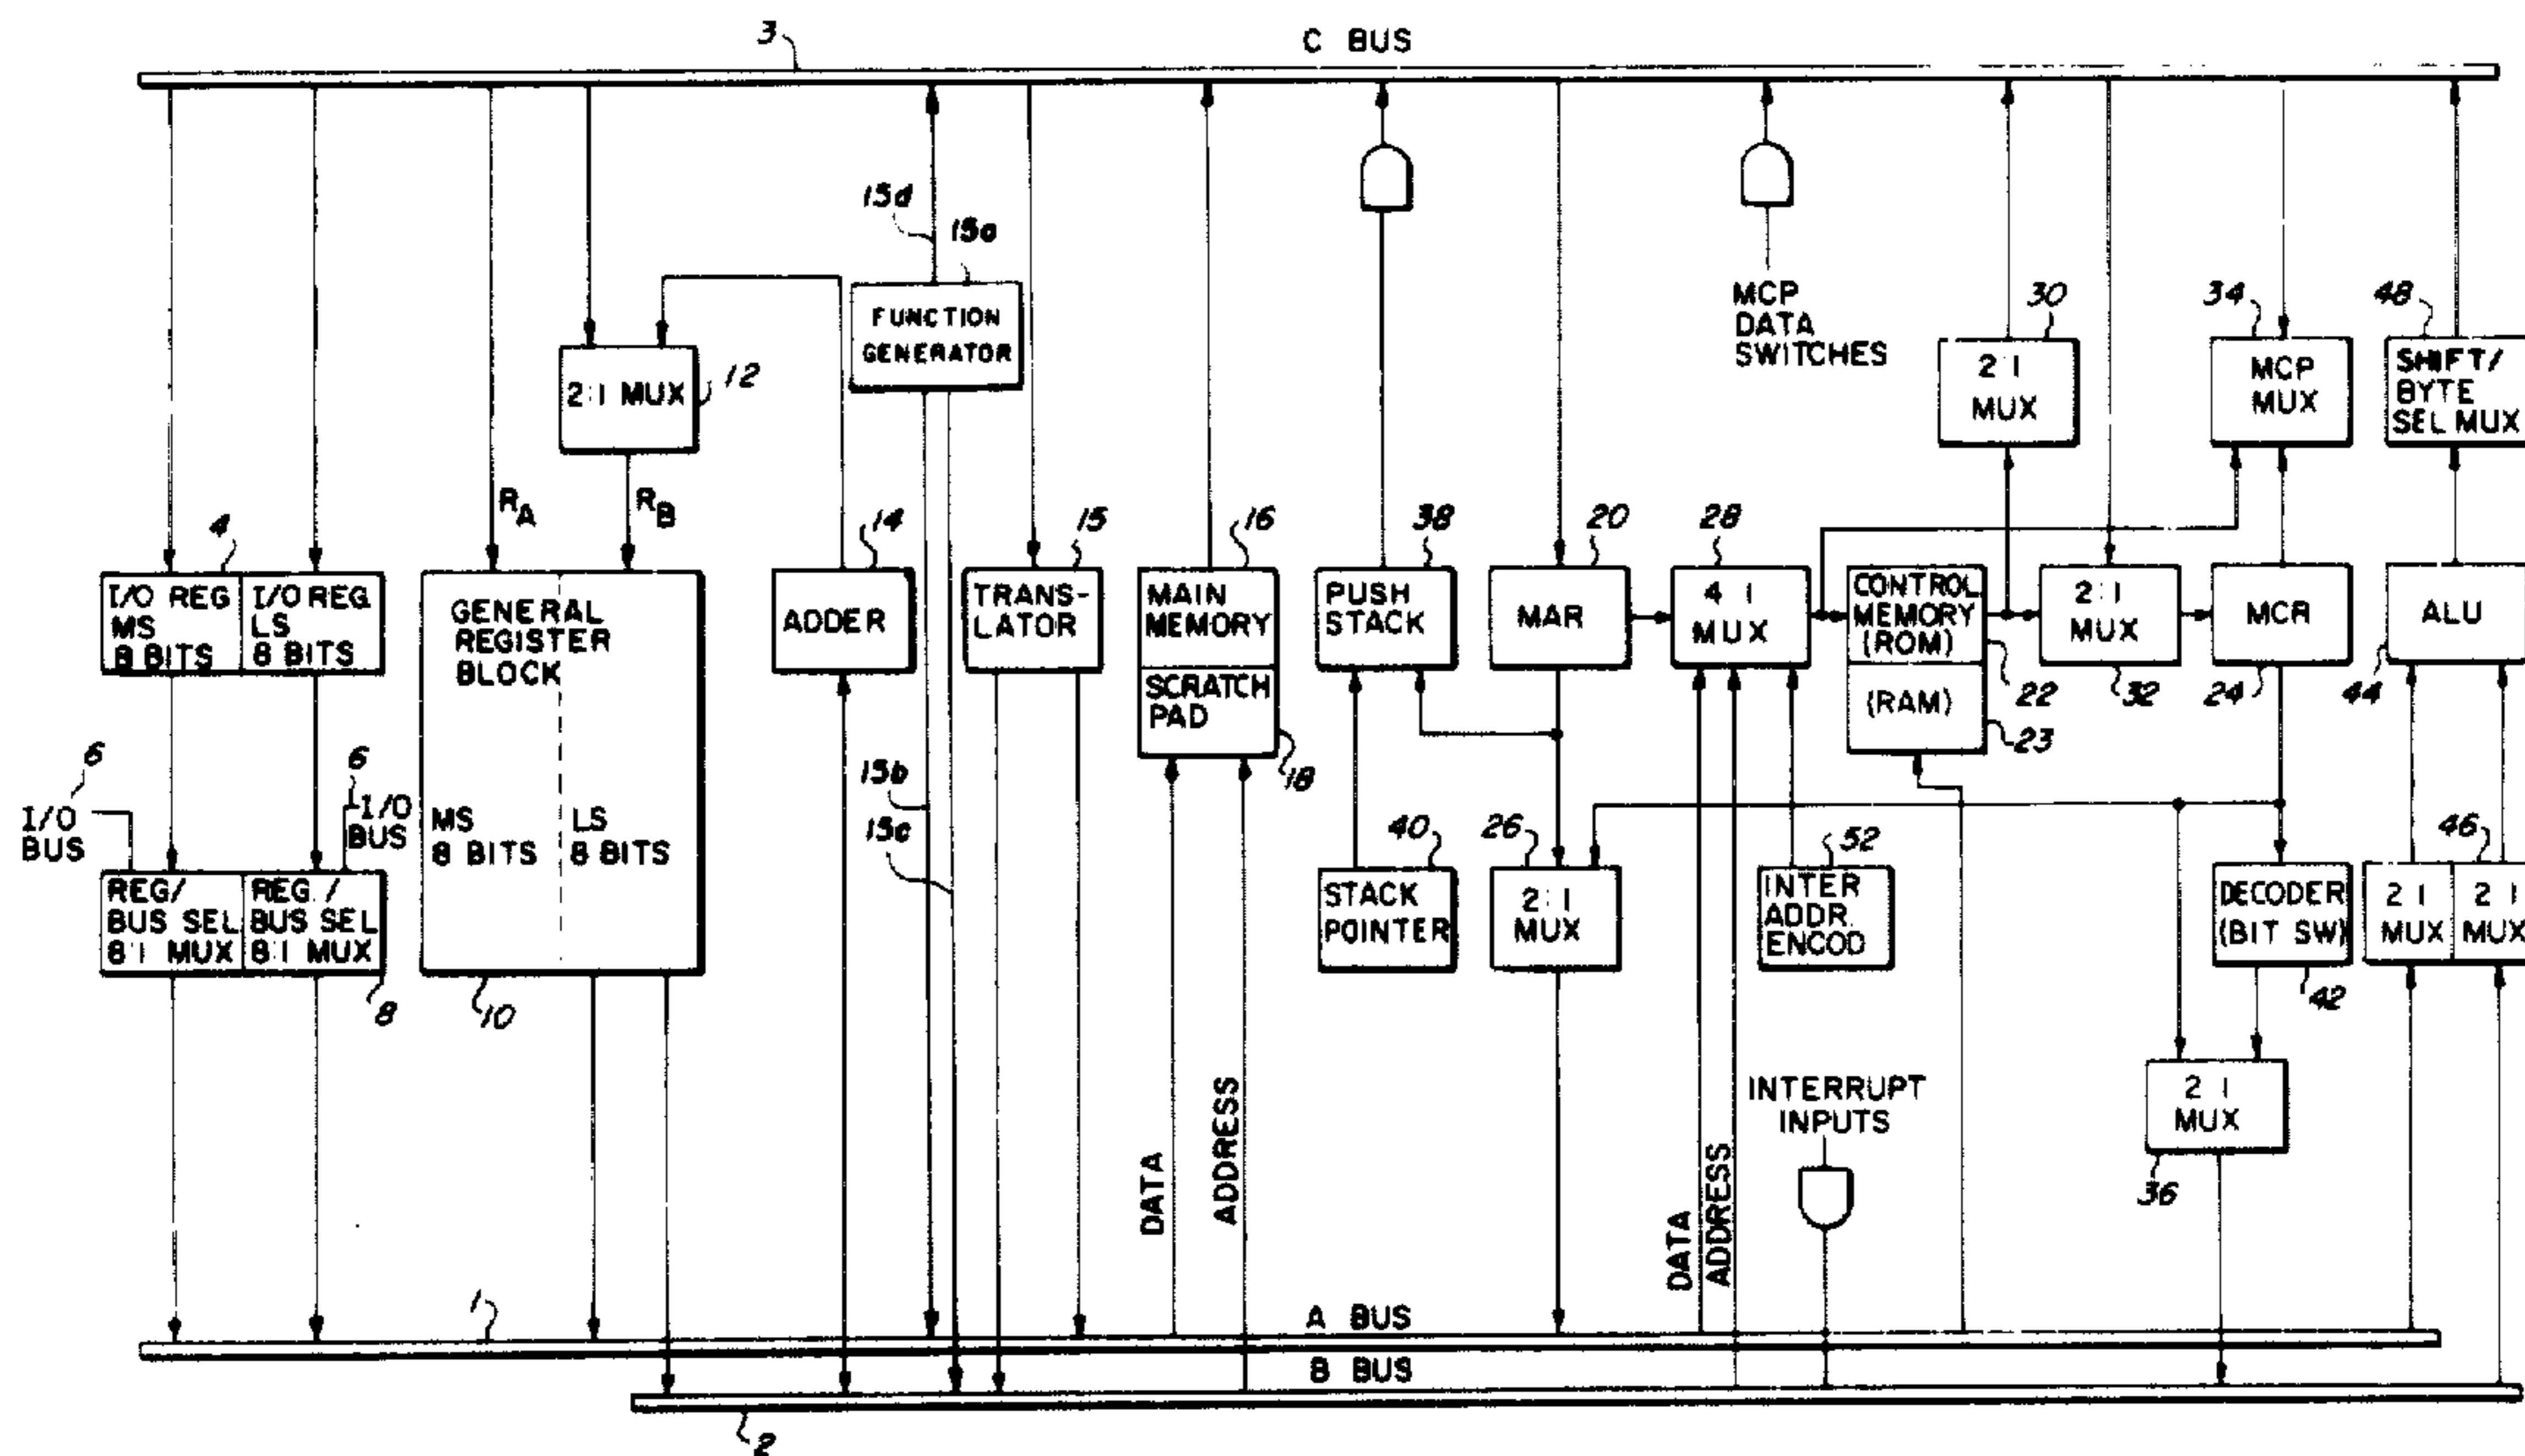 3
C BUS
15d
15a
FUNCTION
GENERATOR
MCP
DATA
SWITCHES
30
2:1
MUX
34
MCP
MUX
48
SHIFT/
BYTE
SEL MUX
2:1 MUX
12
RA
RB
4
I/O REG
MS
8 BITS
I/O REG
LS
8 BITS
GENERAL
REGISTER
BLOCK
MS
8 BITS
LS
8 BITS
10
14
ADDER
15
TRANS-
LATOR
16
MAIN
MEMORY
SCRATCH
PAD
18
38
PUSH
STACK
20
MAR
28
4 1
MUX
CONTROL
MEMORY
(ROM)
22
(RAM)
23
2:1
MUX
32
MCR
24
ALU
44
6
I/O
BUS
6
I/O
BUS
REG/
BUS SEL
8:1 MUX
REG./
BUS SEL
8:1 MUX
8
15b
15c
40
STACK
POINTER
26
2:1
MUX
52
INTER
ADDR.
ENCOD
DECODER
(BIT SW)
42
46
2 1
MUX
2 1
MUX
2 1
MUX
36
INTERRUPT
INPUTS
DATA
ADDRESS
DATA
ADDRESS
1
A BUS
B BUS
2